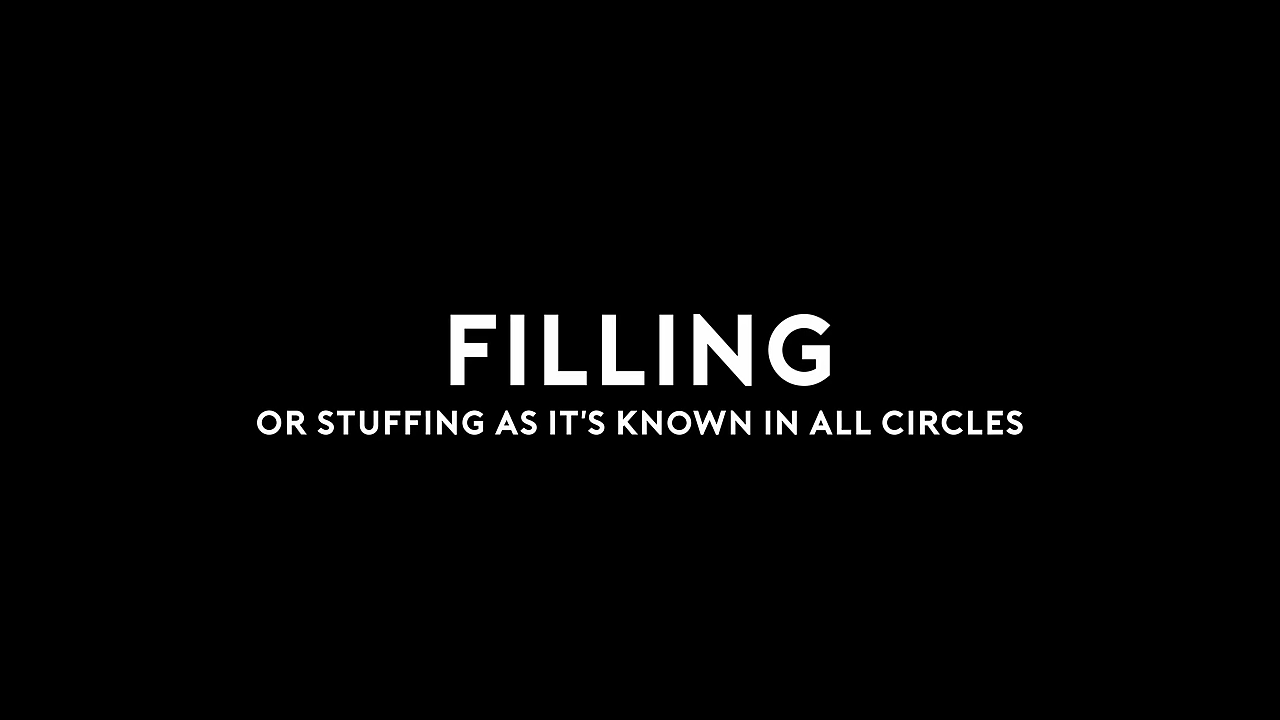 FILLING
OR STUFFING AS IT'S KNOWN IN ALL CIRCLES